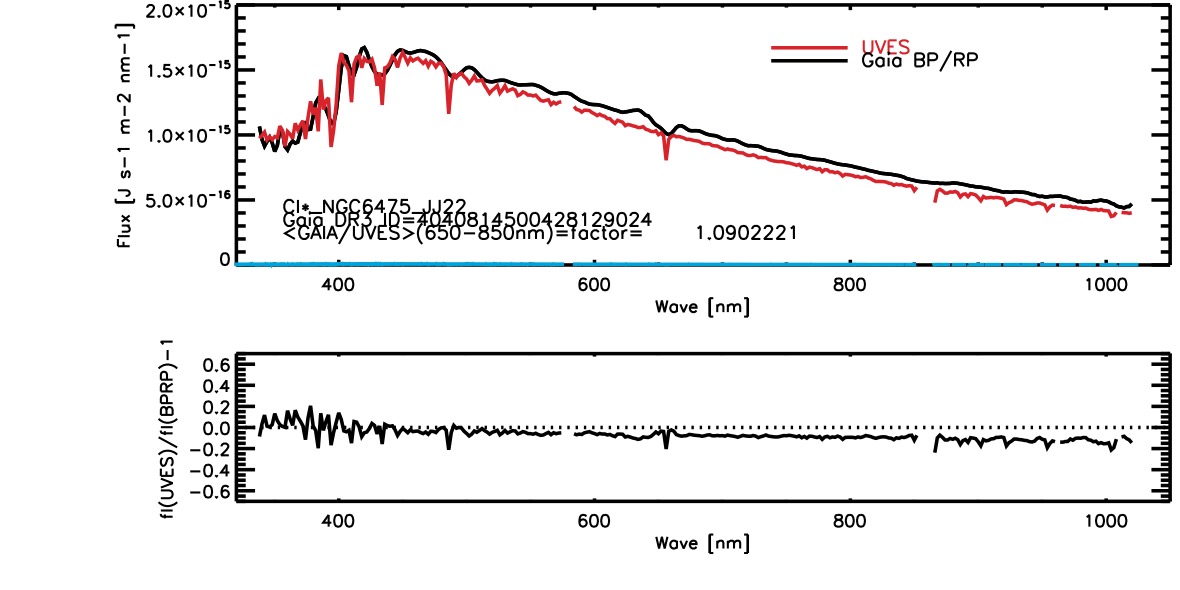 2.0×10⁻¹⁵
1.5×10⁻¹⁵
1.0×10⁻¹⁵
5.0×10⁻¹⁶
0
Flux [J s−1 m−2 nm−1]
UVES
Gaia BP/RP
Cl*_NGC6475_JJ22
Gaia DR3 ID=4040814500428129024
<GAIA/UVES>(650−850nm)=factor= 1.0902221
400 600 800 1000
Wave [nm]
0.6
0.4
0.2
0.0
−0.2
−0.4
−0.6
fl(UVES)/fl(BPRP)−1
400 600 800 1000
Wave [nm]